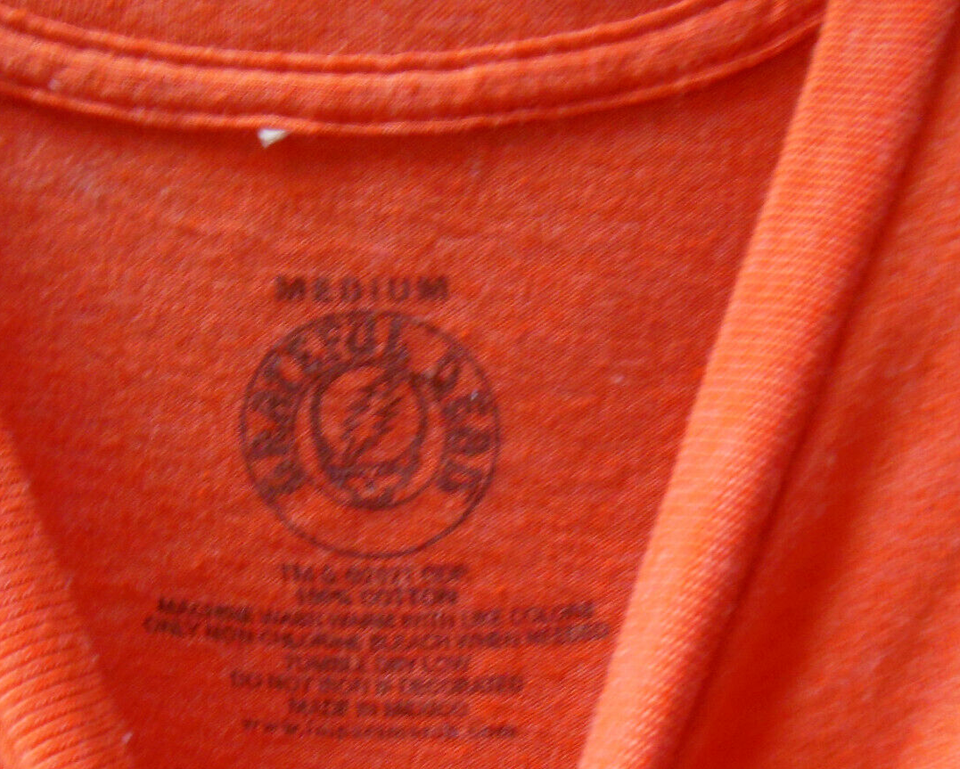 MEDIUM
GRATEFUL DEAD
100% COTTON
MACHINE WASH WARM WITH LIKE COLORS
ONLY NON-CHLORINE BLEACH WHEN NEEDED
TUMBLE DRY LOW
DO NOT IRON IF DECORATED
MADE IN MEXICO